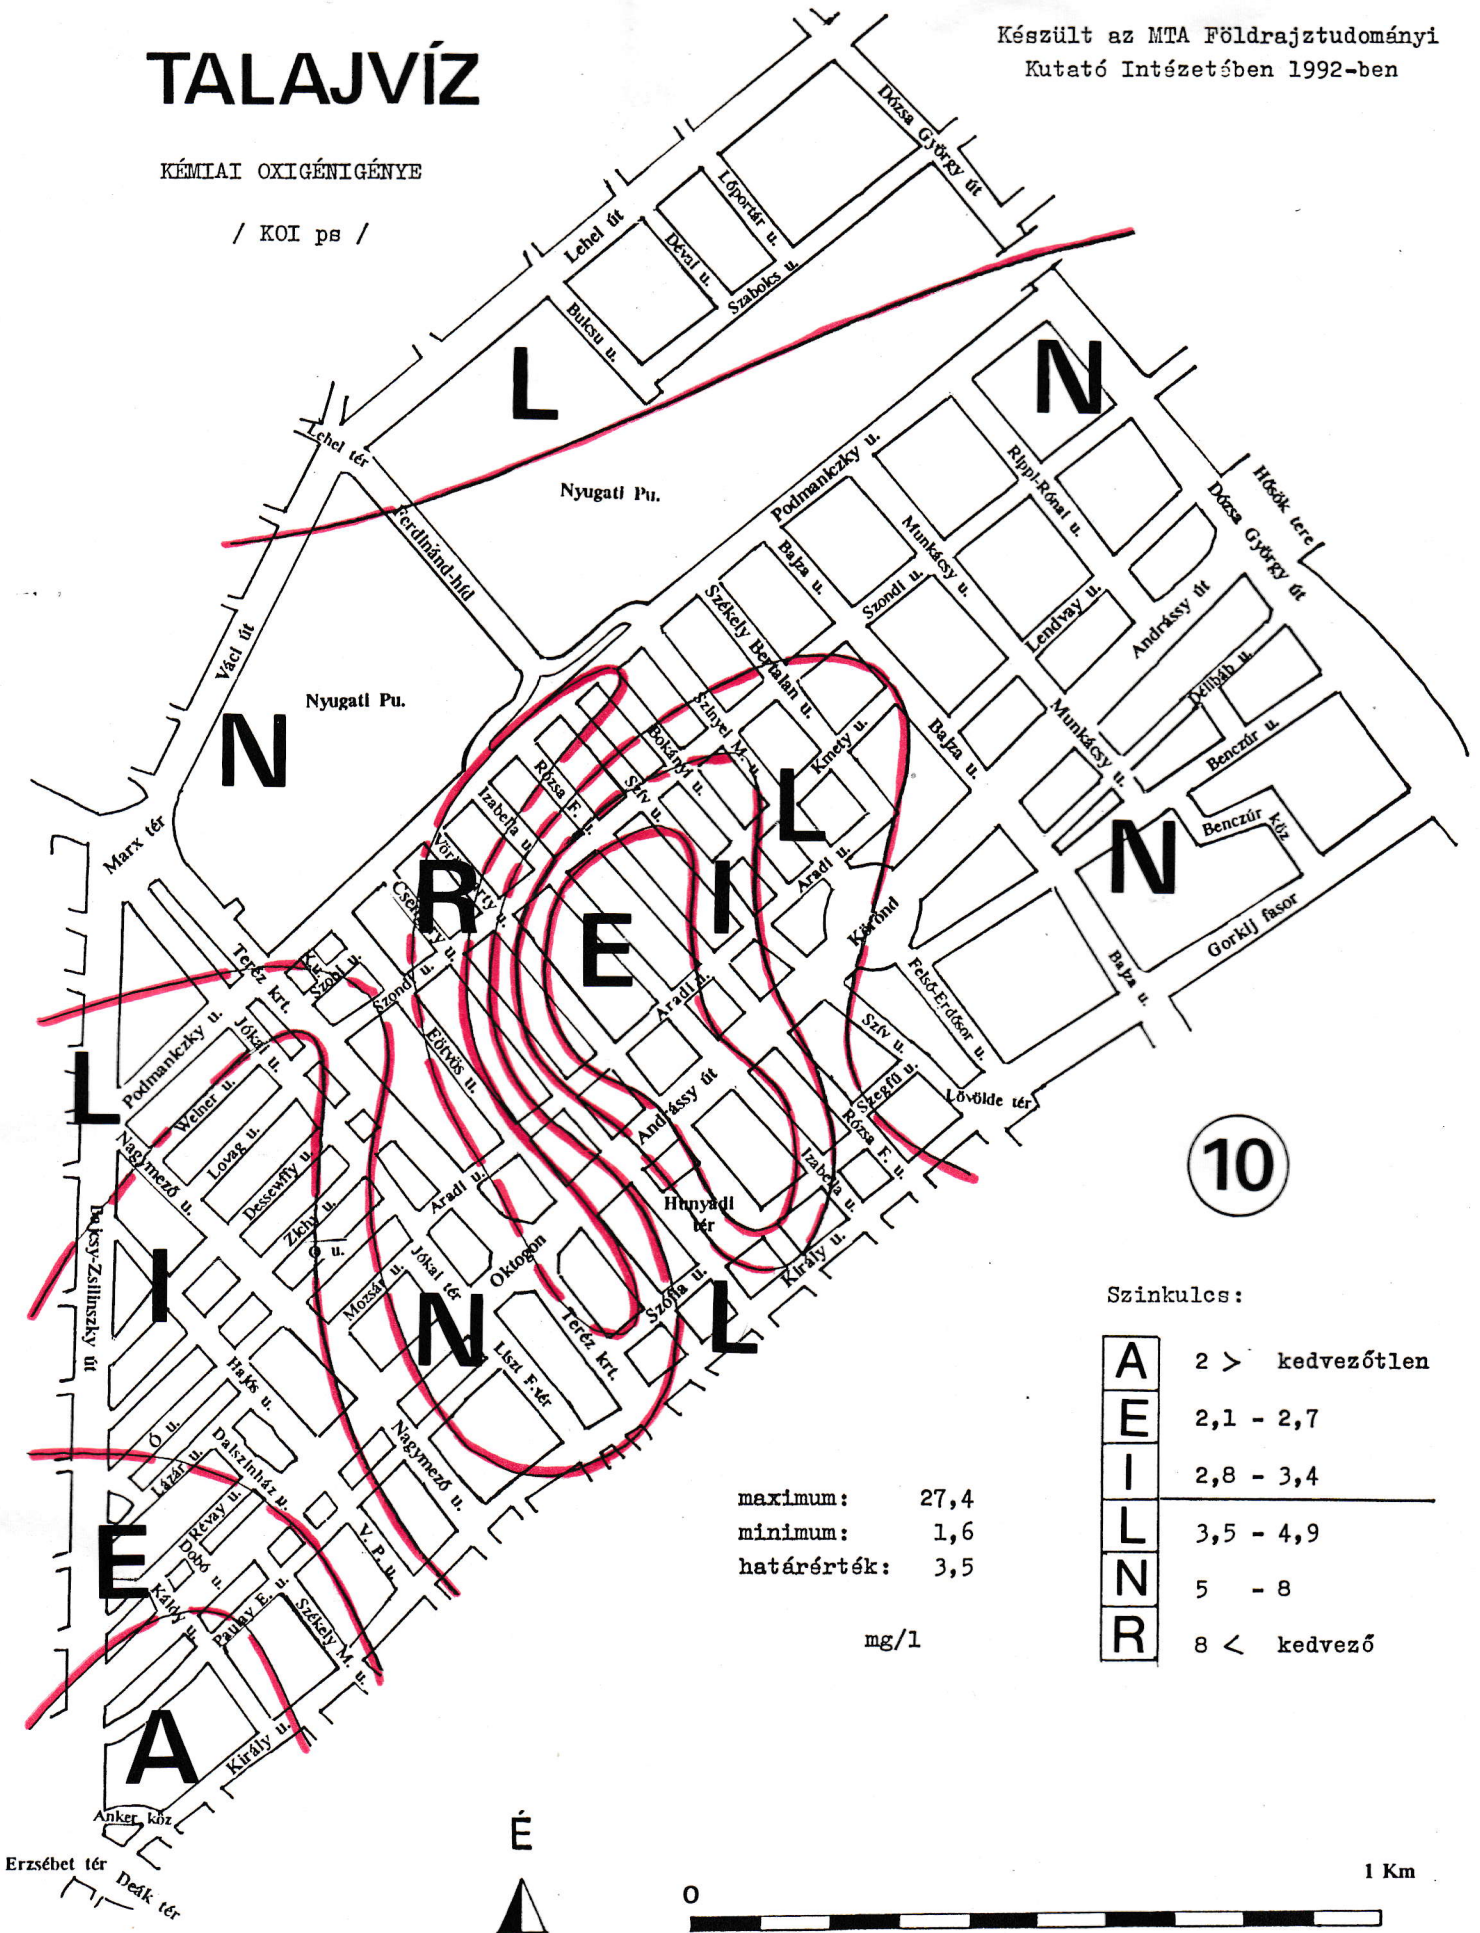 TALAJVÍZ
KÉMIAI OXIGÉNIGÉNYE
/ KOI ps /
Készült az MTA Földrajztudományi
Kutató Intézetében 1992-ben
Dózsa György út
Lőportár u.
Lehel út
Dévai u.
Szabolcs u.
Bulcsu u.
L
N
Lehel tér
Nyugati Pu.
Ferdinánd-híd
Podmaniczky u.
Rippl-Rónai u.
Hősök tere
Dózsa György út
Munkácsy u.
Bajza u.
Szondi u.
Székely Bertalan u.
Lendvay u.
Andrássy út
Délibáb u.
Váci út
Nyugati Pu.
N
Szinyei M. u.
Bokányi u.
Kmety u.
Bajza u.
Munkácsy u.
Benczúr u.
Benczúr köz
Marx tér
Rózsa F. u.
Izabella u.
Szív u.
L
N
Vörösmarty u.
Csengery u.
R
E
I
Aradi u.
Körönd
Gorkij fasor
Bajza u.
Teréz krt.
K. u.
Szobi u.
Szondi u.
Aradi u.
Felső-Erdősor u.
Podmaniczky u.
Jókai u.
Eötvös u.
Szív u.
Szegfű u.
Lövölde tér
L
Weiner u.
Nagymező u.
Lovag u.
Dessewffy u.
Zichy u.
Ó u.
Andrássy út
Rózsa F. u.
Izabella u.
10
Aradi u.
Hunyadi
tér
Király u.
Bajcsy-Zsilinszky út
I
Mozsár u.
Jókai tér
Oktogon
N
Szófia u.
L
Teréz krt.
Liszt F. tér
Hajós u.
Ó u.
Lázár u.
Dalszínház u.
Nagymező u.
Révay u.
Dobó u.
V. P. u.
E
Káldy u.
Paulay E. u.
Székely M. u.
A
Király u.
Anker köz
Erzsébet tér
Deák tér
Szinkulcs:
A 2 > kedvezőtlen
E 2,1 - 2,7
I 2,8 - 3,4
L 3,5 - 4,9
N 5 - 8
R 8 < kedvező
maximum: 27,4
minimum: 1,6
határérték: 3,5
mg/l
É
0
1 Km